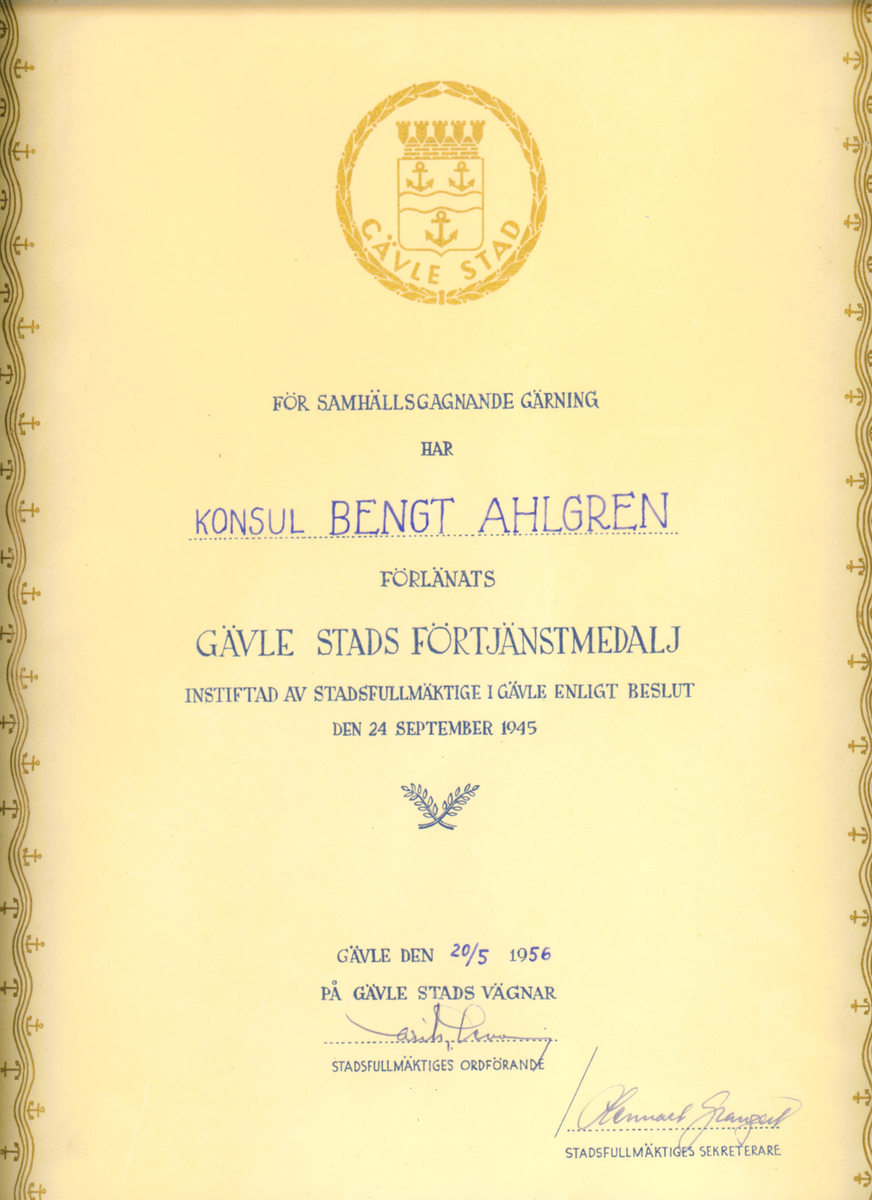 GÄVLE STAD
FÖR SAMHÄLLSGAGNANDE GÄRNING
HAR
KONSUL BENGT AHLGREN
FÖRLÄNATS
GÄVLE STADS FÖRTJÄNSTMEDALJ
INSTIFTAD AV STADSFULLMÄKTIGE I GÄVLE ENLIGT BESLUT
DEN 24 SEPTEMBER 1945
GÄVLE DEN 20/5 1956
PÅ GÄVLE STADS VÄGNAR
STADSFULLMÄKTIGES ORDFÖRANDE
Lennart
STADSFULLMÄKTIGES SEKRETERARE